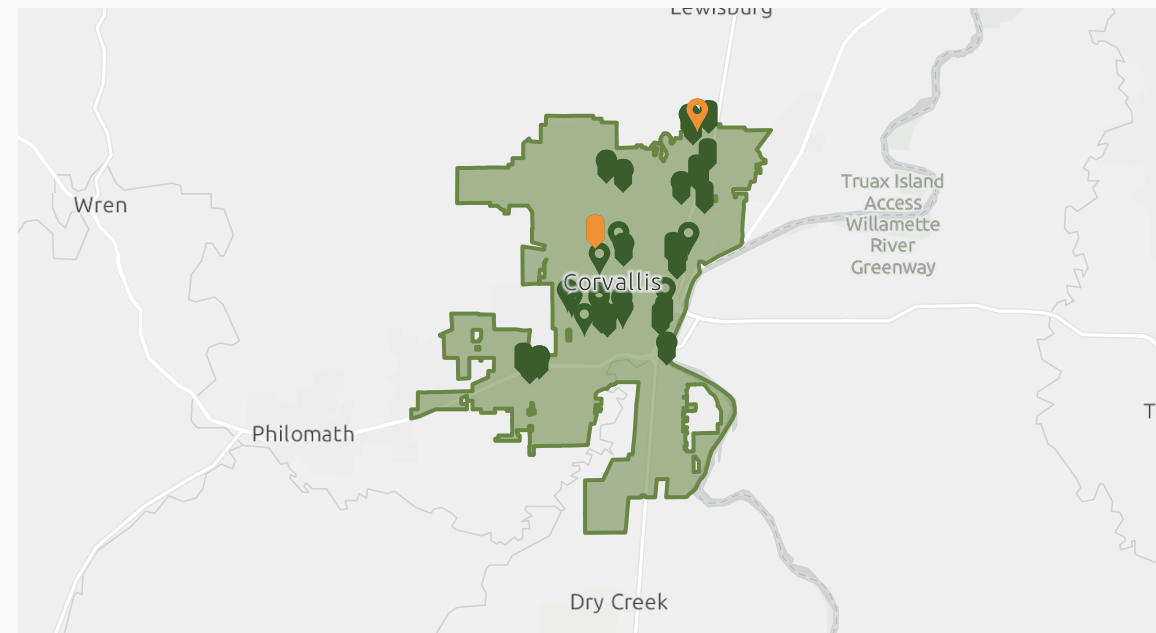 Lewisburg
Truax Island
Access
Willamette
River
Greenway
Wren
Corvallis
Philomath
T
Dry Creek